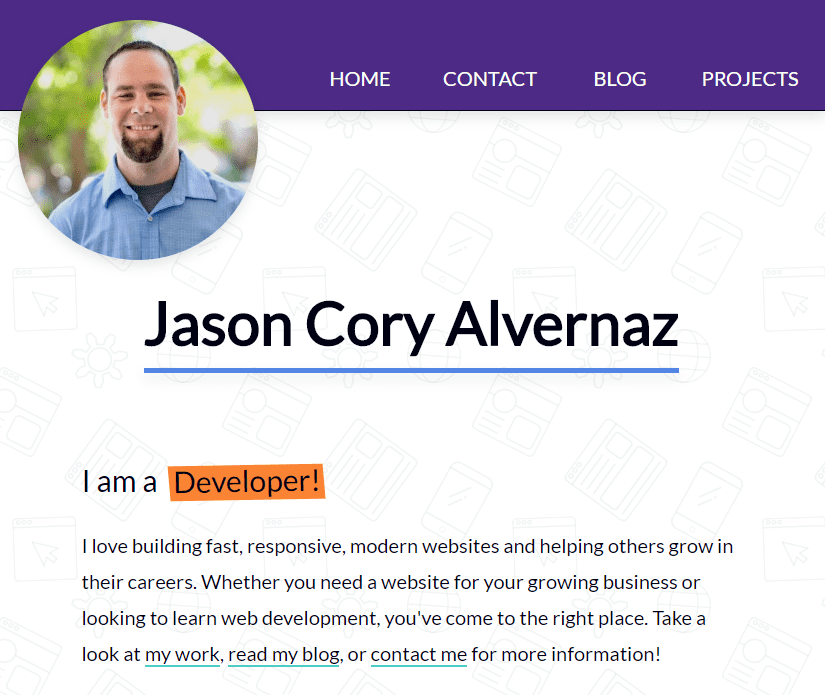 HOME CONTACT BLOG PROJECTS
Jason Cory Alvernaz
I am a Developer!
I love building fast, responsive, modern websites and helping others grow in
their careers. Whether you need a website for your growing business or
looking to learn web development, you've come to the right place. Take a
look at my work, read my blog, or contact me for more information!